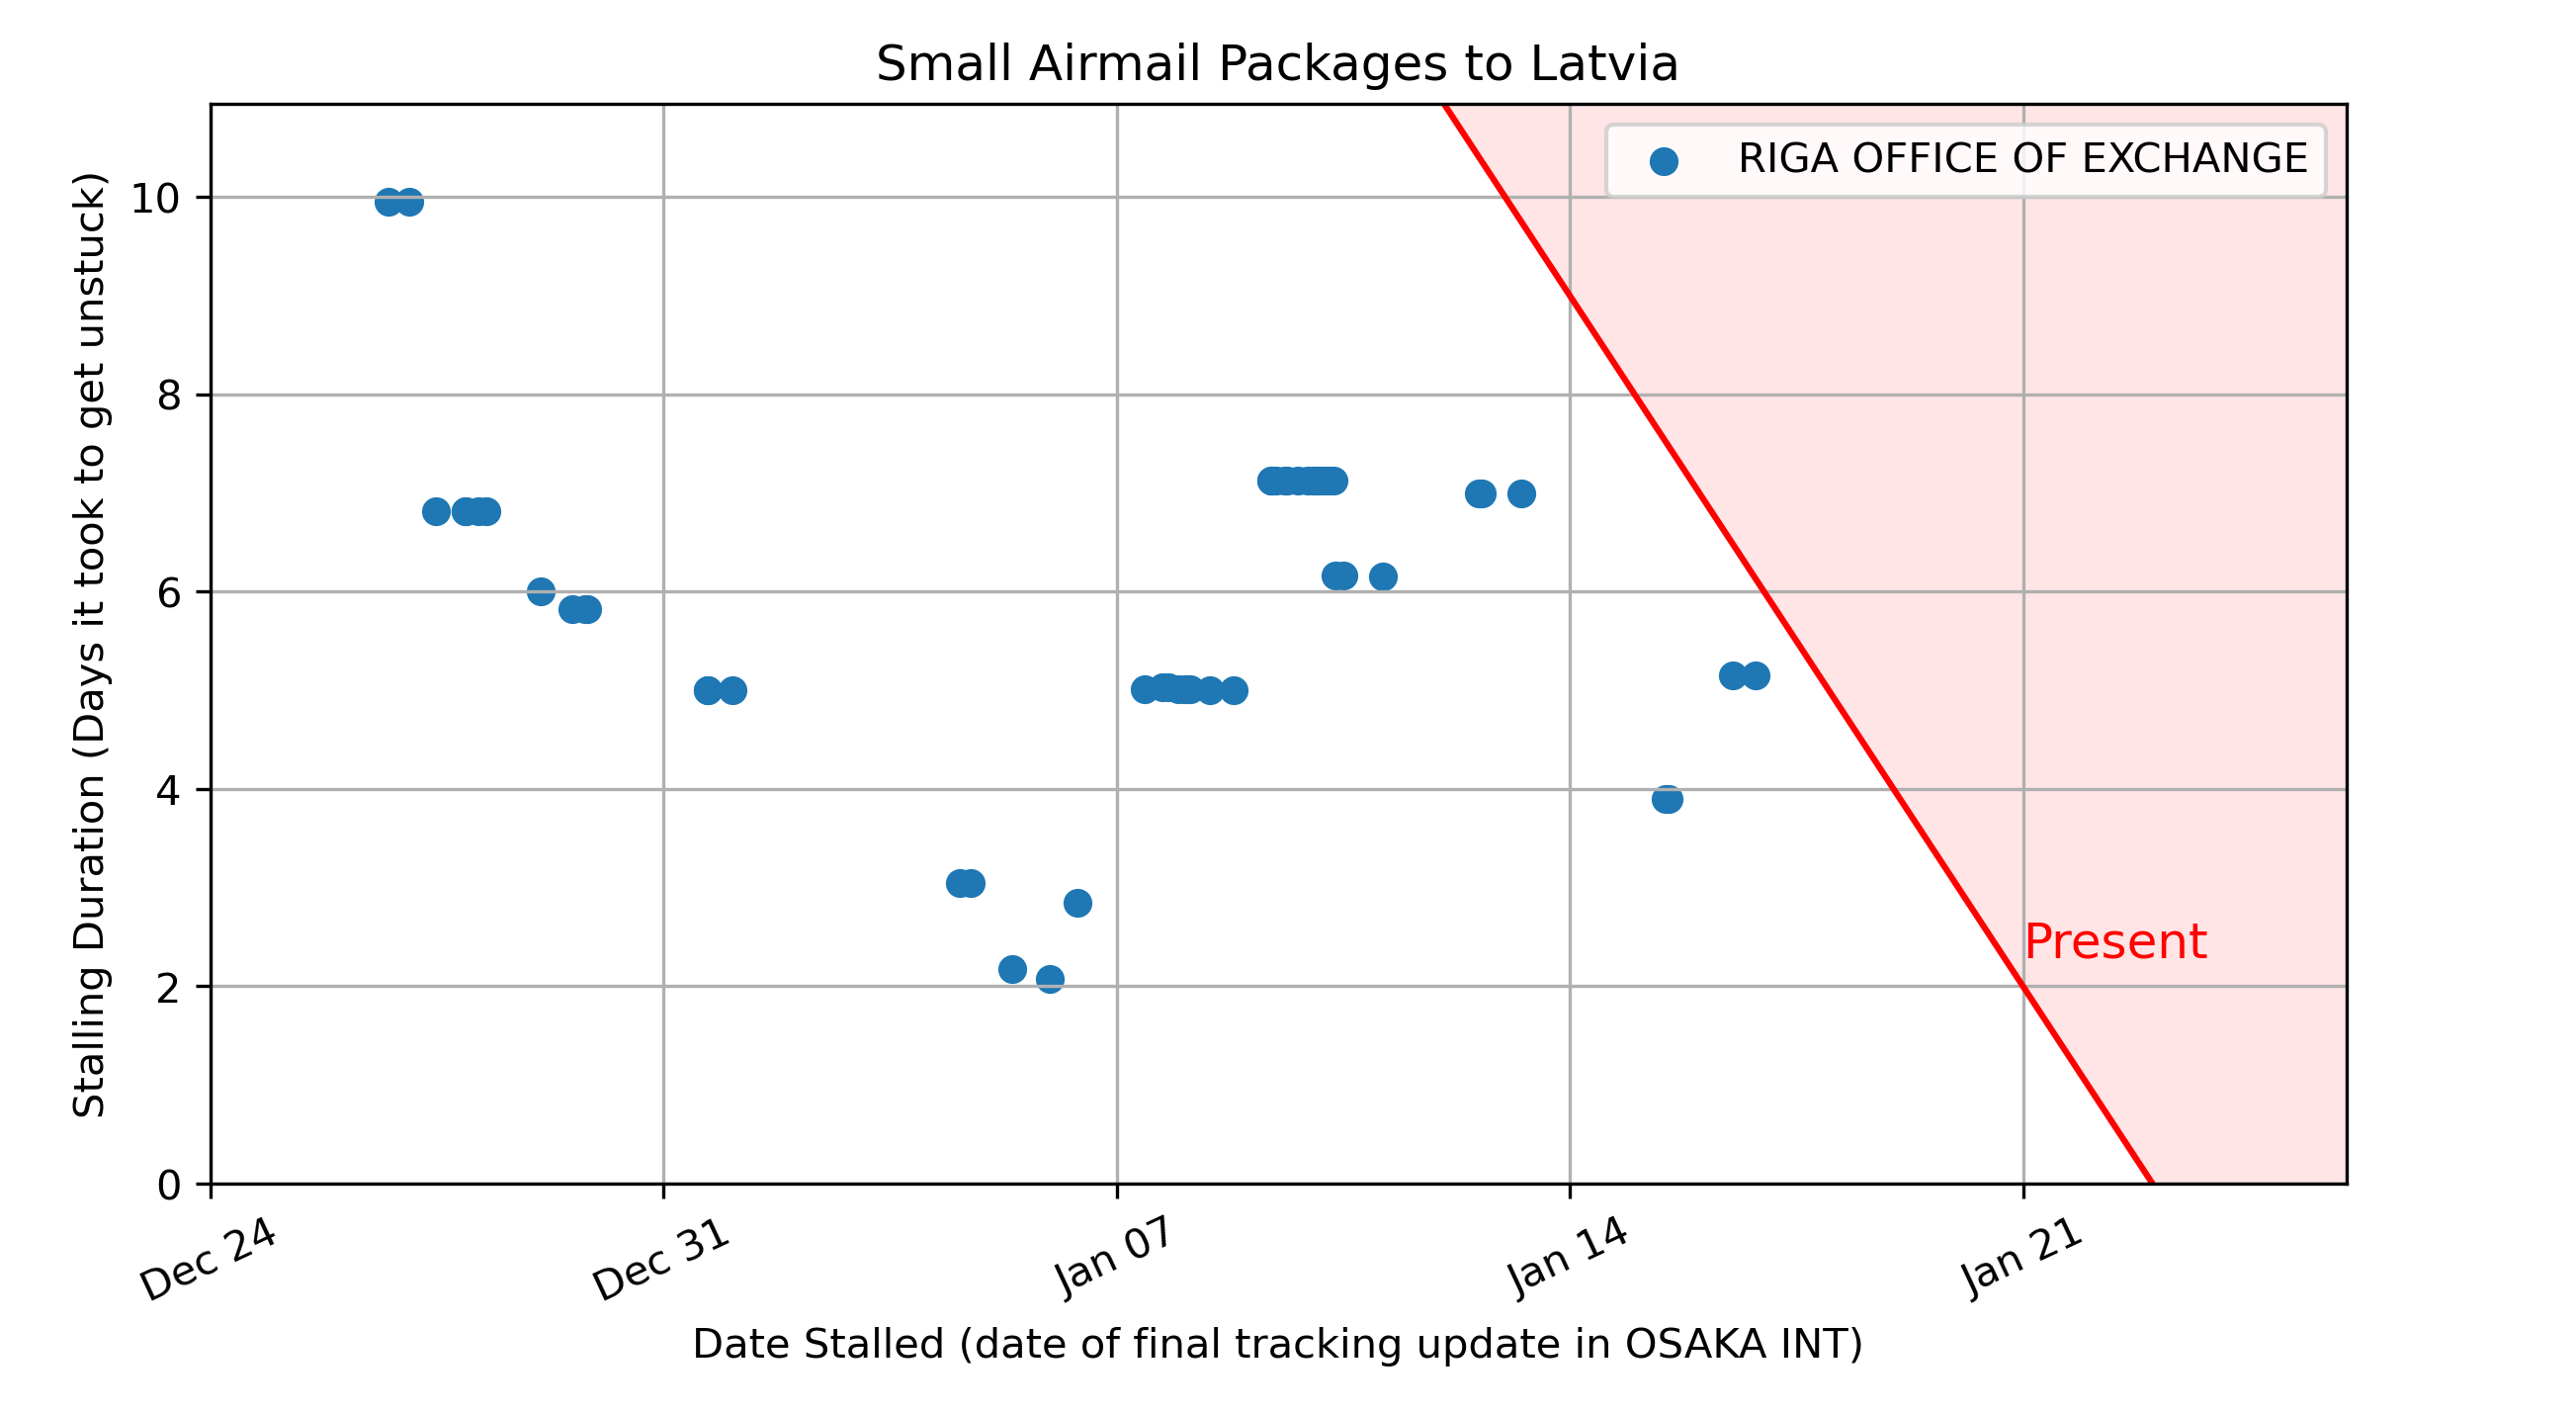 Small Airmail Packages to Latvia
RIGA OFFICE OF EXCHANGE
Stalling Duration (Days it took to get unstuck)
10
8
6
4
2
0
Present
Dec 24
Dec 31
Jan 07
Jan 14
Jan 21
Date Stalled (date of final tracking update in OSAKA INT)